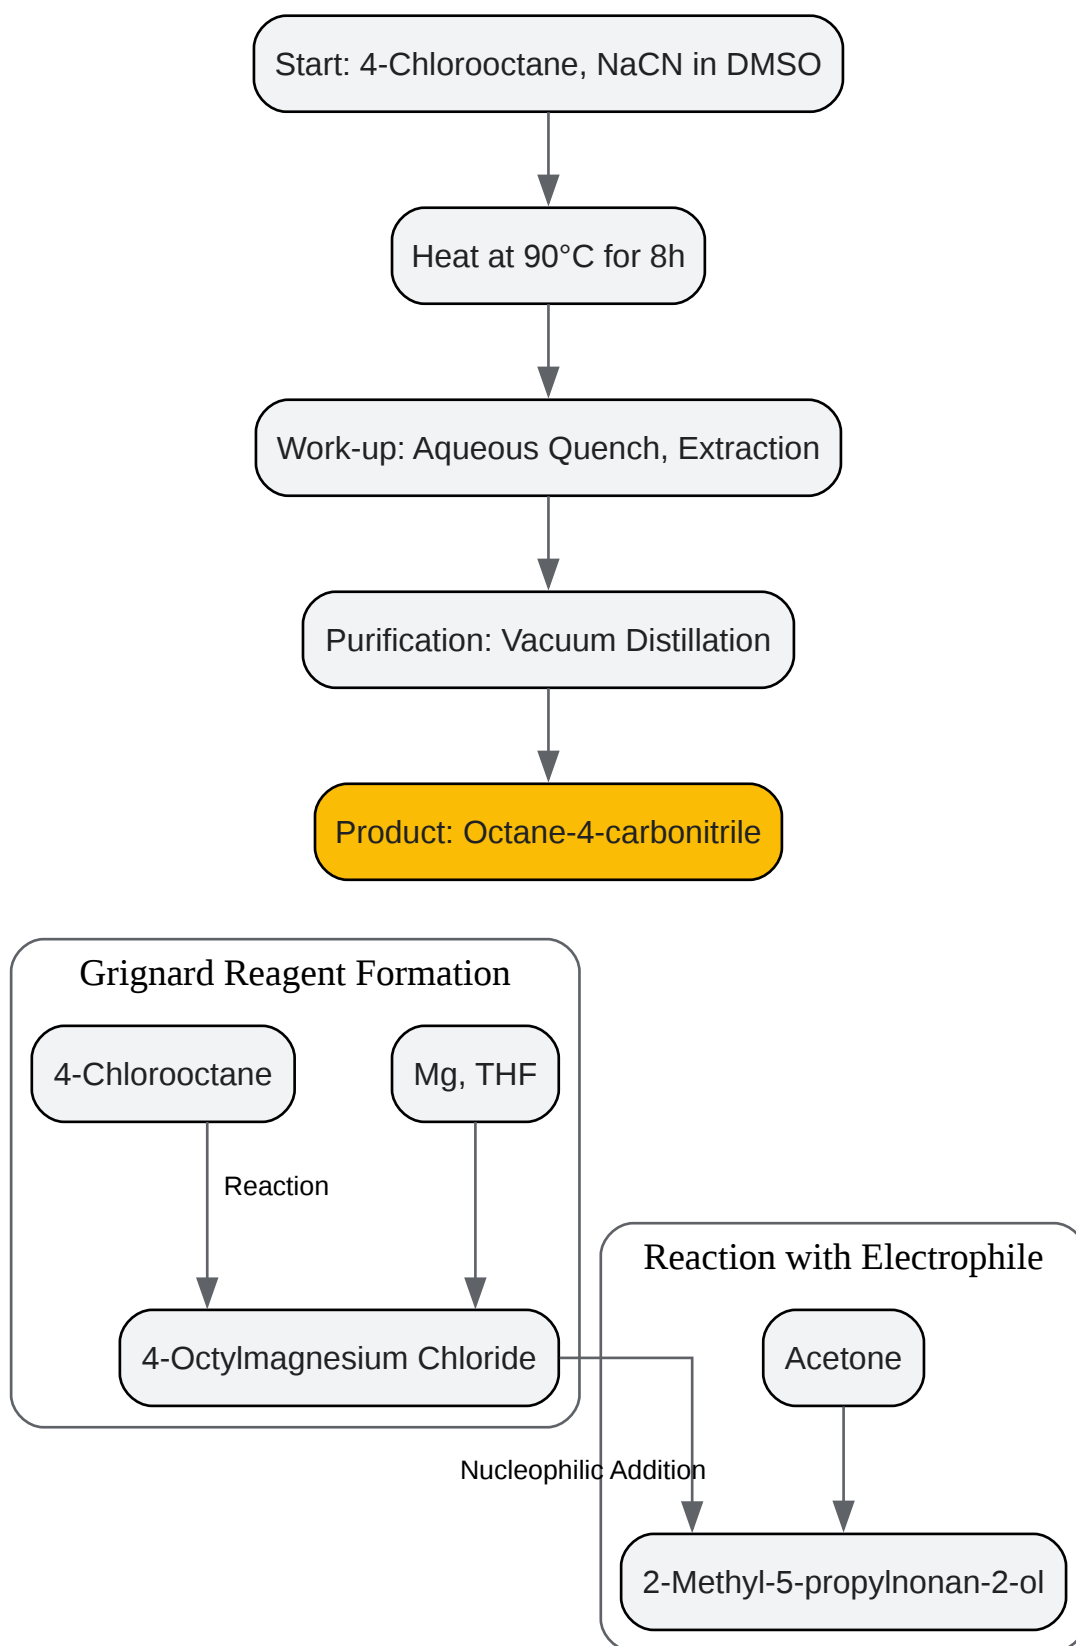 Start: 4-Chlorooctane, NaCN in DMSO
Heat at 90°C for 8h
Work-up: Aqueous Quench, Extraction
Purification: Vacuum Distillation
Product: Octane-4-carbonitrile
Grignard Reagent Formation
4-Chlorooctane
Mg, THF
Reaction
4-Octylmagnesium Chloride
Reaction with Electrophile
Acetone
Nucleophilic Addition
2-Methyl-5-propylnonan-2-ol